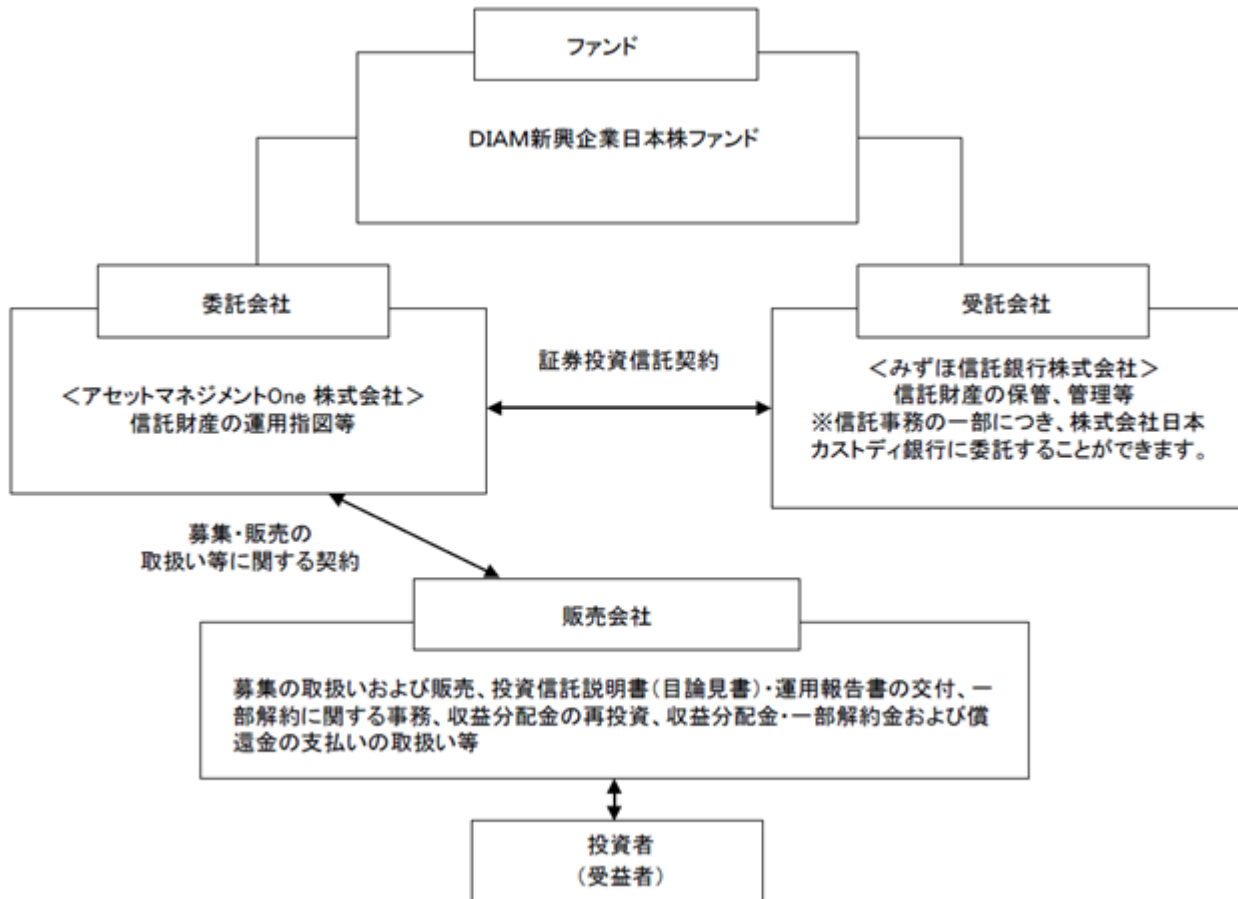 ファンド
DIAM新興企業日本株ファンド
委託会社
＜アセットマネジメントOne 株式会社＞
信託財産の運用指図等
証券投資信託契約
受託会社
＜みずほ信託銀行株式会社＞
信託財産の保管、管理等
※信託事務の一部につき、株式会社日本
カストディ銀行に委託することができます。
募集・販売の
取扱い等に関する契約
販売会社
募集の取扱いおよび販売、投資信託説明書（目論見書）・運用報告書の交付、一
部解約に関する事務、収益分配金の再投資、収益分配金・一部解約金および償
還金の支払いの取扱い等
投資者
（受益者）